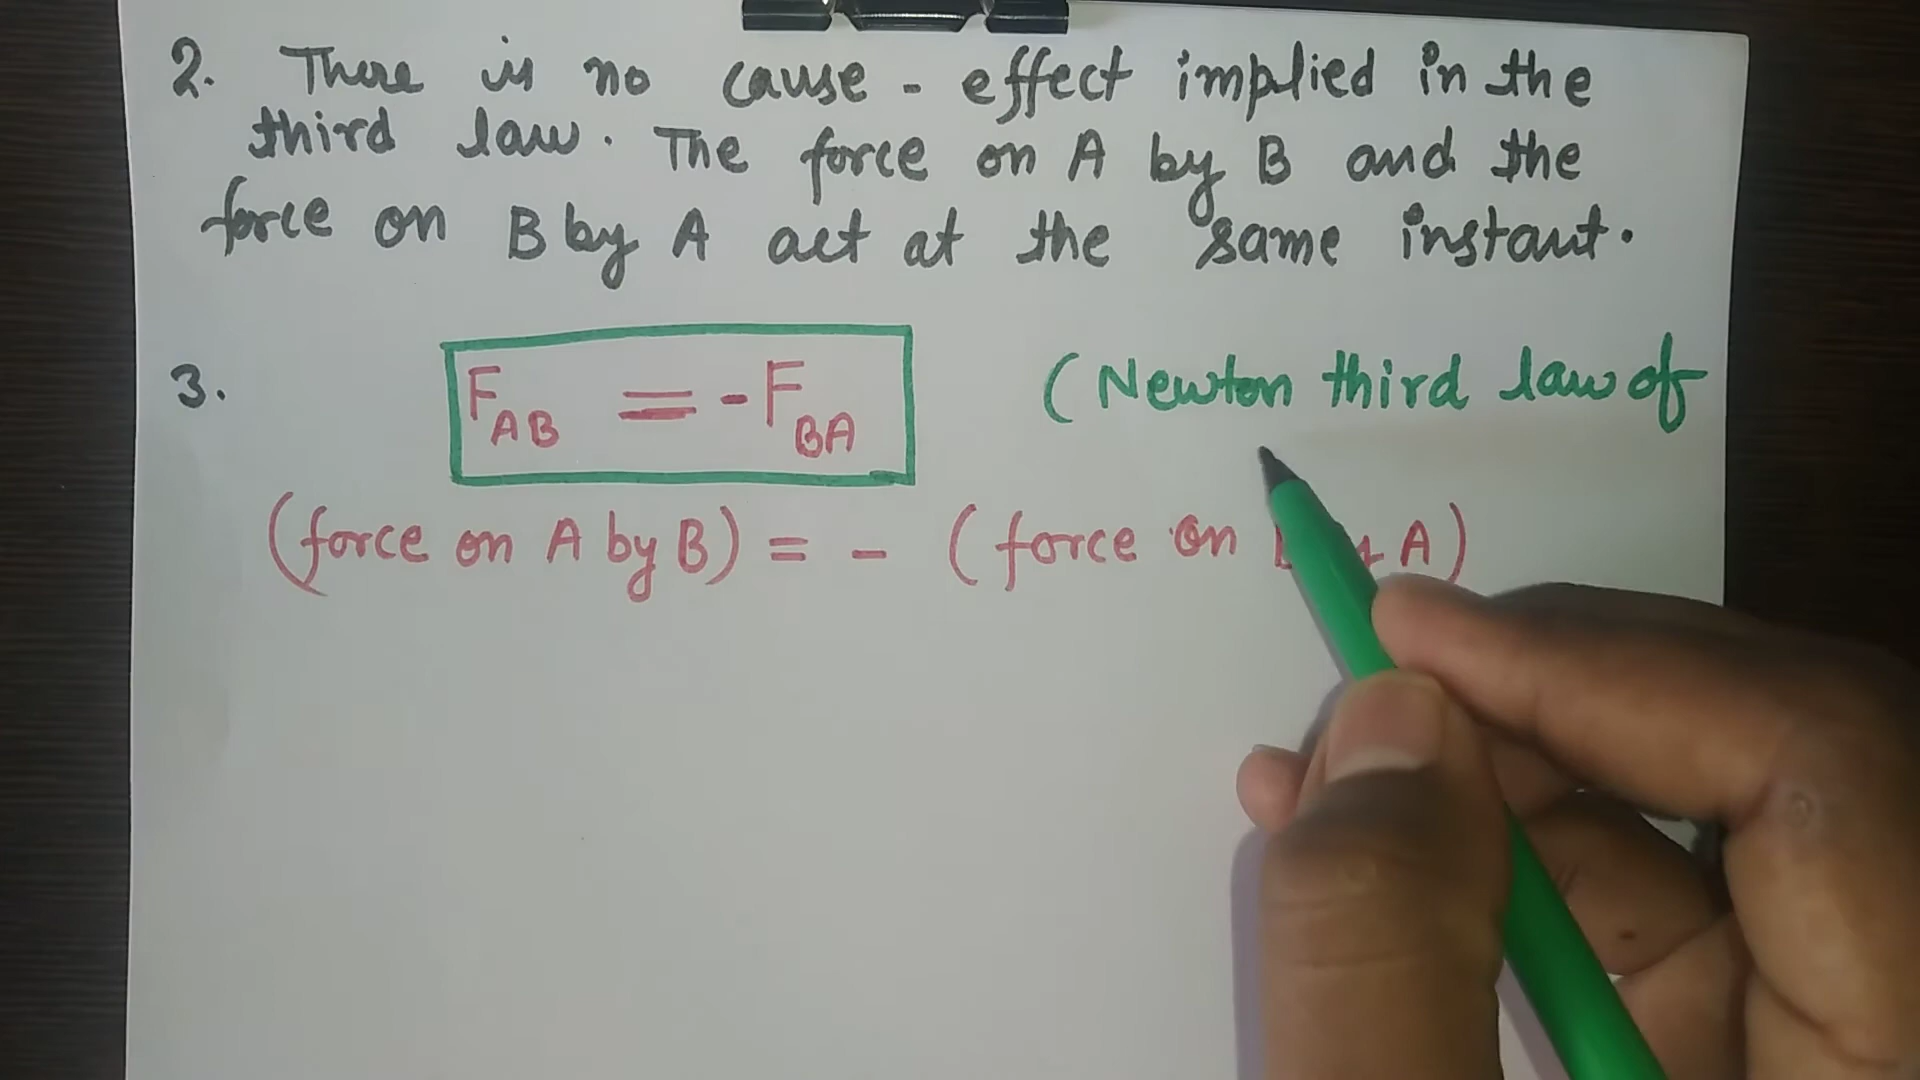 2. There is no cause - effect implied in the
third law. The force on A by B and the
force on B by A act at the same instant.
3. F_AB = -F_BA (Newton third law of
(force on A by B) = - (force on A)